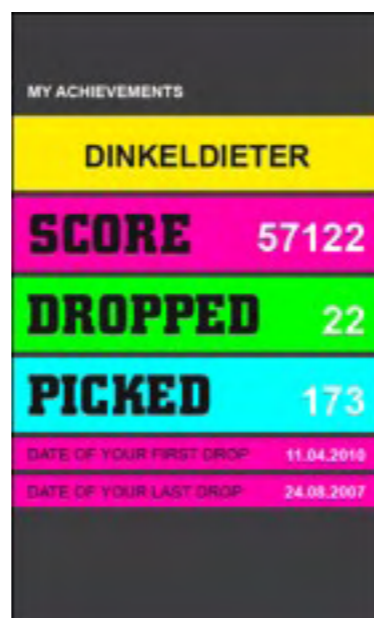 MY ACHIEVEMENTS
DINKELDIETER
SCORE 57122
DROPPED 22
PICKED 173
DATE OF YOUR FIRST DROP 11.04.2010
DATE OF YOUR LAST DROP 24.08.2007